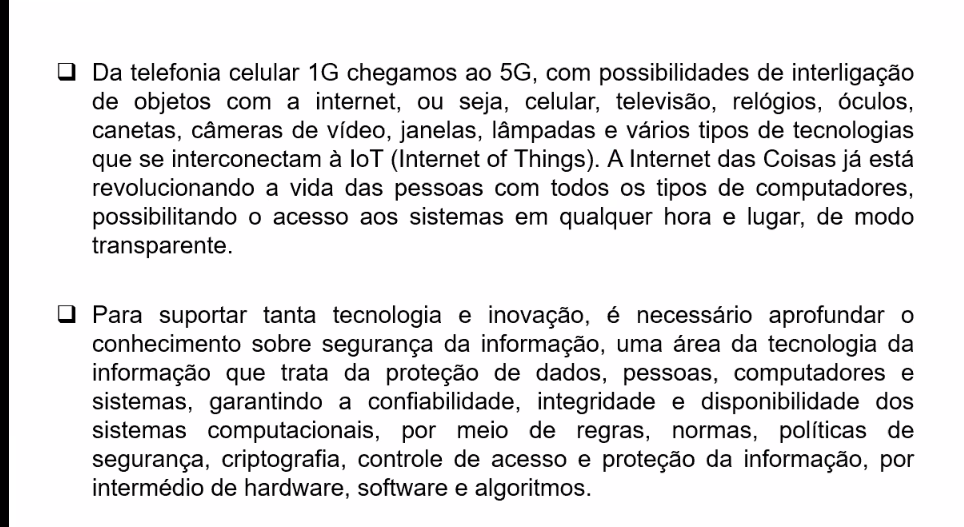 ❑ Da telefonia celular 1G chegamos ao 5G, com possibilidades de interligação
de objetos com a internet, ou seja, celular, televisão, relógios, óculos,
canetas, câmeras de vídeo, janelas, lâmpadas e vários tipos de tecnologias
que se interconectam à IoT (Internet of Things). A Internet das Coisas já está
revolucionando a vida das pessoas com todos os tipos de computadores,
possibilitando o acesso aos sistemas em qualquer hora e lugar, de modo
transparente.
❑ Para suportar tanta tecnologia e inovação, é necessário aprofundar o
conhecimento sobre segurança da informação, uma área da tecnologia da
informação que trata da proteção de dados, pessoas, computadores e
sistemas, garantindo a confiabilidade, integridade e disponibilidade dos
sistemas computacionais, por meio de regras, normas, políticas de
segurança, criptografia, controle de acesso e proteção da informação, por
intermédio de hardware, software e algoritmos.